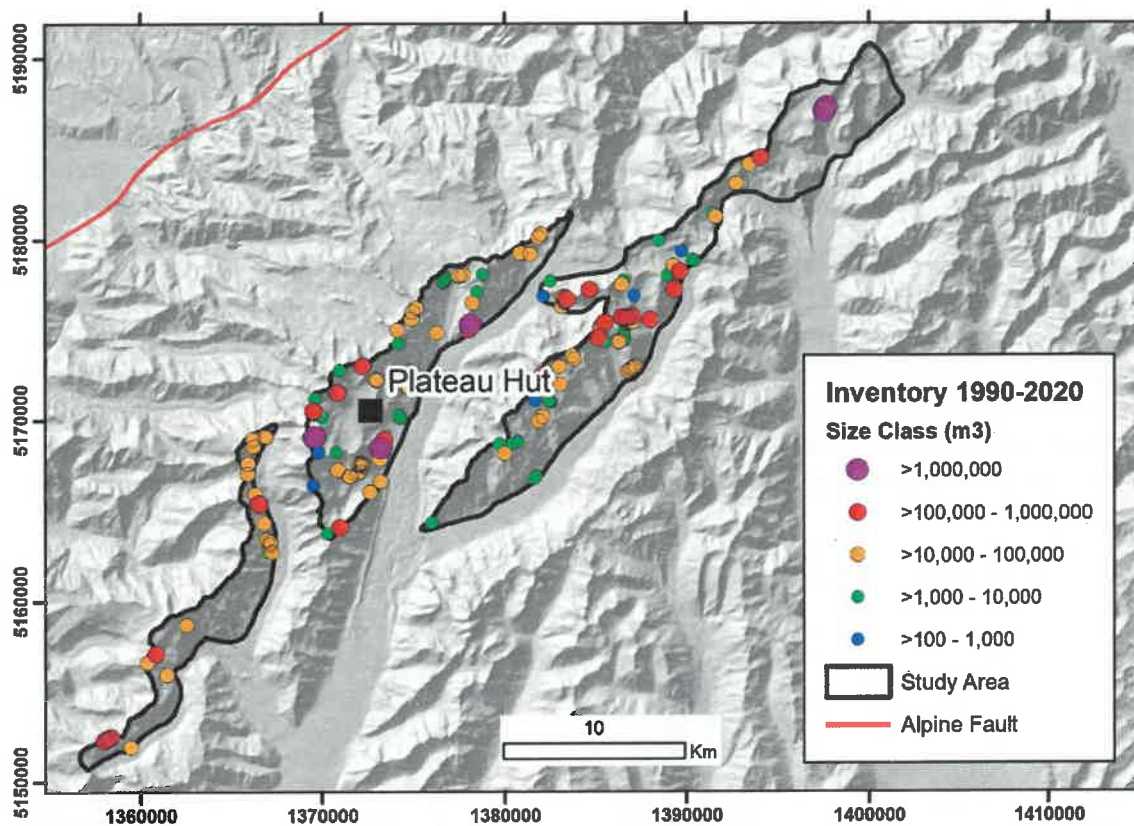 5190000
5180000
5170000
5160000
5150000
Plateau Hut
Inventory 1990-2020
Size Class (m3)
>1,000,000
>100,000 - 1,000,000
>10,000 - 100,000
>1,000 - 10,000
>100 - 1,000
Study Area
Alpine Fault
10
Km
1360000 1370000 1380000 1390000 1400000 1410000